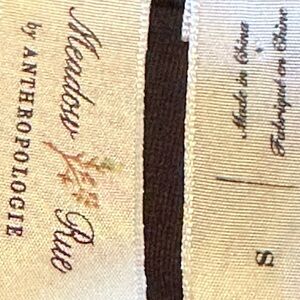 Meadow Rue
by ANTHROPOLOGIE
Made in China
Fabriqué en Chine
S